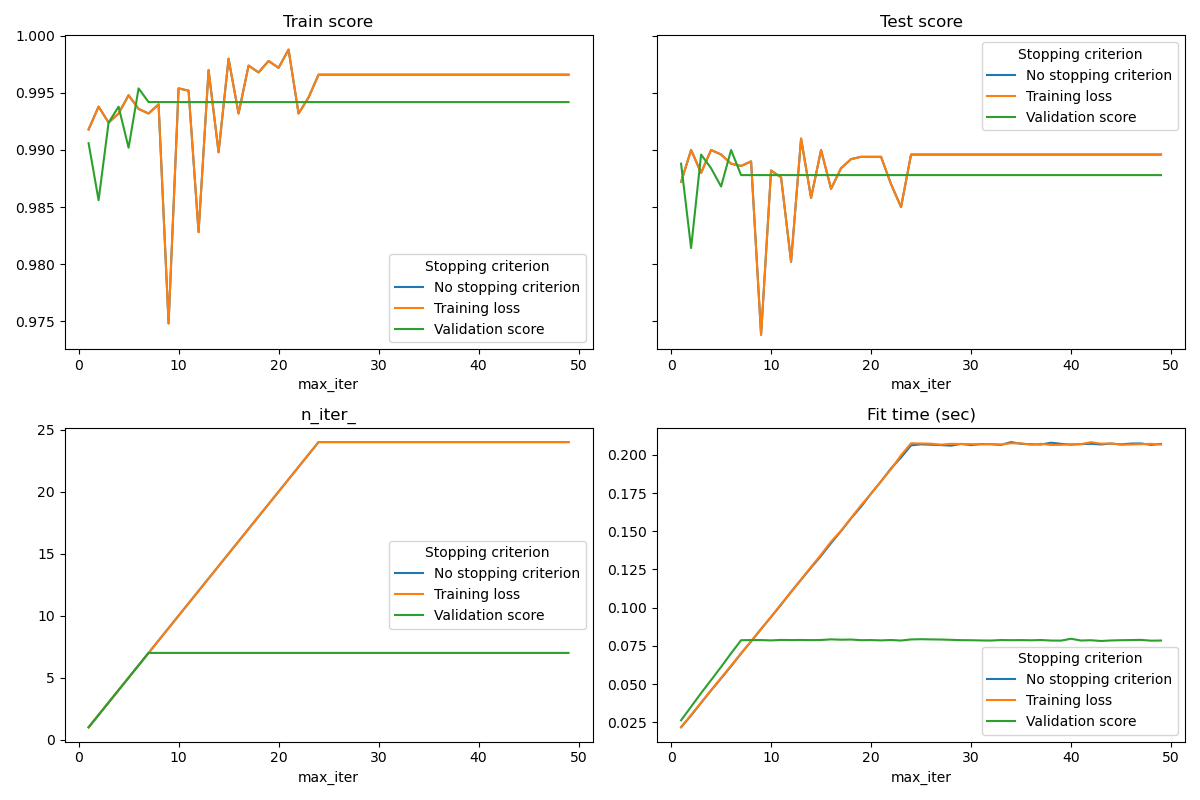 Train score
1.000
0.995
0.990
0.985
0.980
0.975
Stopping criterion
No stopping criterion
Training loss
Validation score
0 10 20 30 40 50
max_iter
Test score
Stopping criterion
No stopping criterion
Training loss
Validation score
0 10 20 30 40 50
max_iter
n_iter_
25
20
15
10
5
0
Stopping criterion
No stopping criterion
Training loss
Validation score
0 10 20 30 40 50
max_iter
Fit time (sec)
0.200
0.175
0.150
0.125
0.100
0.075
0.050
0.025
Stopping criterion
No stopping criterion
Training loss
Validation score
0 10 20 30 40 50
max_iter